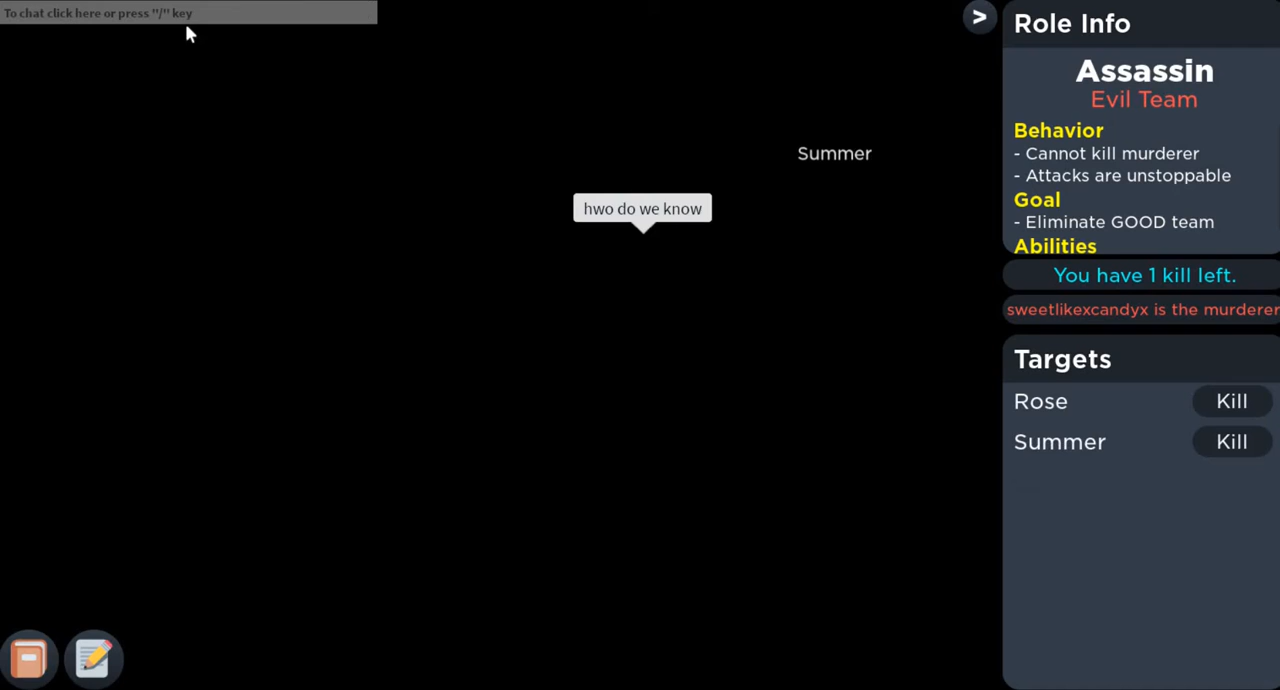 To chat click here or press "/" key
>
Summer
hwo do we know
Role Info
Assassin
Evil Team
Behavior
- Cannot kill murderer
- Attacks are unstoppable
Goal
- Eliminate GOOD team
Abilities
You have 1 kill left.
sweetlikexcandyx is the murderer
Targets
Rose Kill
Summer Kill